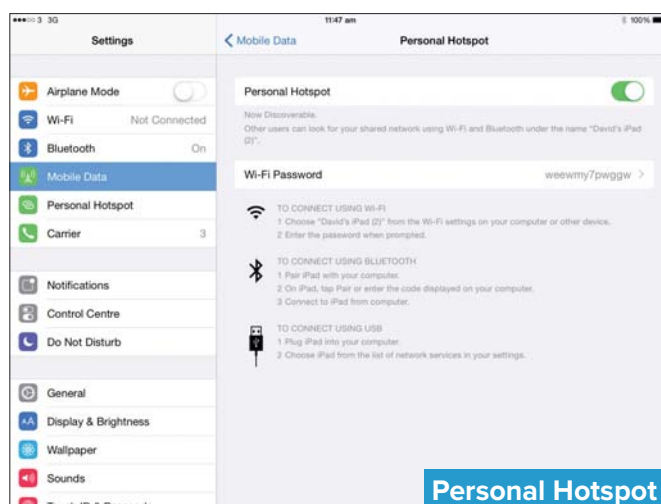 3 3G
11:47 am
100%
Settings
Mobile Data
Personal Hotspot
Airplane Mode
Wi-Fi Not Connected
Bluetooth On
Mobile Data
Personal Hotspot
Carrier 3
Notifications
Control Centre
Do Not Disturb
General
Display & Brightness
Wallpaper
Sounds
Personal Hotspot
Now Discoverable.
Other users can look for your shared network using Wi-Fi and Bluetooth under the name “David's iPad
(2)”.
Wi-Fi Password weewmy7pwggw
TO CONNECT USING WI-FI
1 Choose “David's iPad (2)” from the Wi-Fi settings on your computer or other device.
2 Enter the password when prompted.
TO CONNECT USING BLUETOOTH
1 Pair iPad with your computer.
2 On iPad, tap Pair or enter the code displayed on your computer.
3 Connect to iPad from computer.
TO CONNECT USING USB
1 Plug iPad into your computer.
2 Choose iPad from the list of network services in your settings.
Personal Hotspot